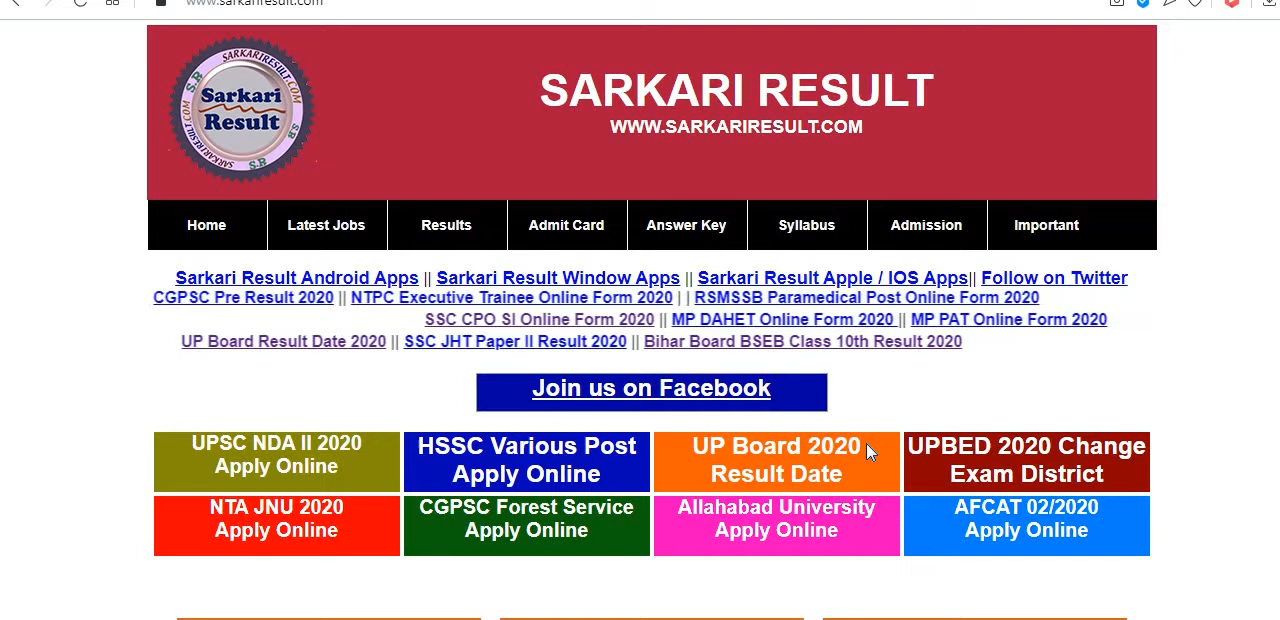 www.sarkariresult.com
SARKARIRESULT.COM
S.R
Sarkari
Result
SARKARIRESULT.COM
S.R
SARKARI RESULT
WWW.SARKARIRESULT.COM
Home Latest Jobs Results Admit Card Answer Key Syllabus Admission Important
Sarkari Result Android Apps || Sarkari Result Window Apps || Sarkari Result Apple / IOS Apps|| Follow on Twitter
CGPSC Pre Result 2020 || NTPC Executive Trainee Online Form 2020 | | RSMSSB Paramedical Post Online Form 2020
SSC CPO SI Online Form 2020 || MP DAHET Online Form 2020 || MP PAT Online Form 2020
UP Board Result Date 2020 || SSC JHT Paper II Result 2020 || Bihar Board BSEB Class 10th Result 2020
Join us on Facebook
UPSC NDA II 2020
Apply Online
HSSC Various Post
Apply Online
UP Board 2020
Result Date
UPBED 2020 Change
Exam District
NTA JNU 2020
Apply Online
CGPSC Forest Service
Apply Online
Allahabad University
Apply Online
AFCAT 02/2020
Apply Online